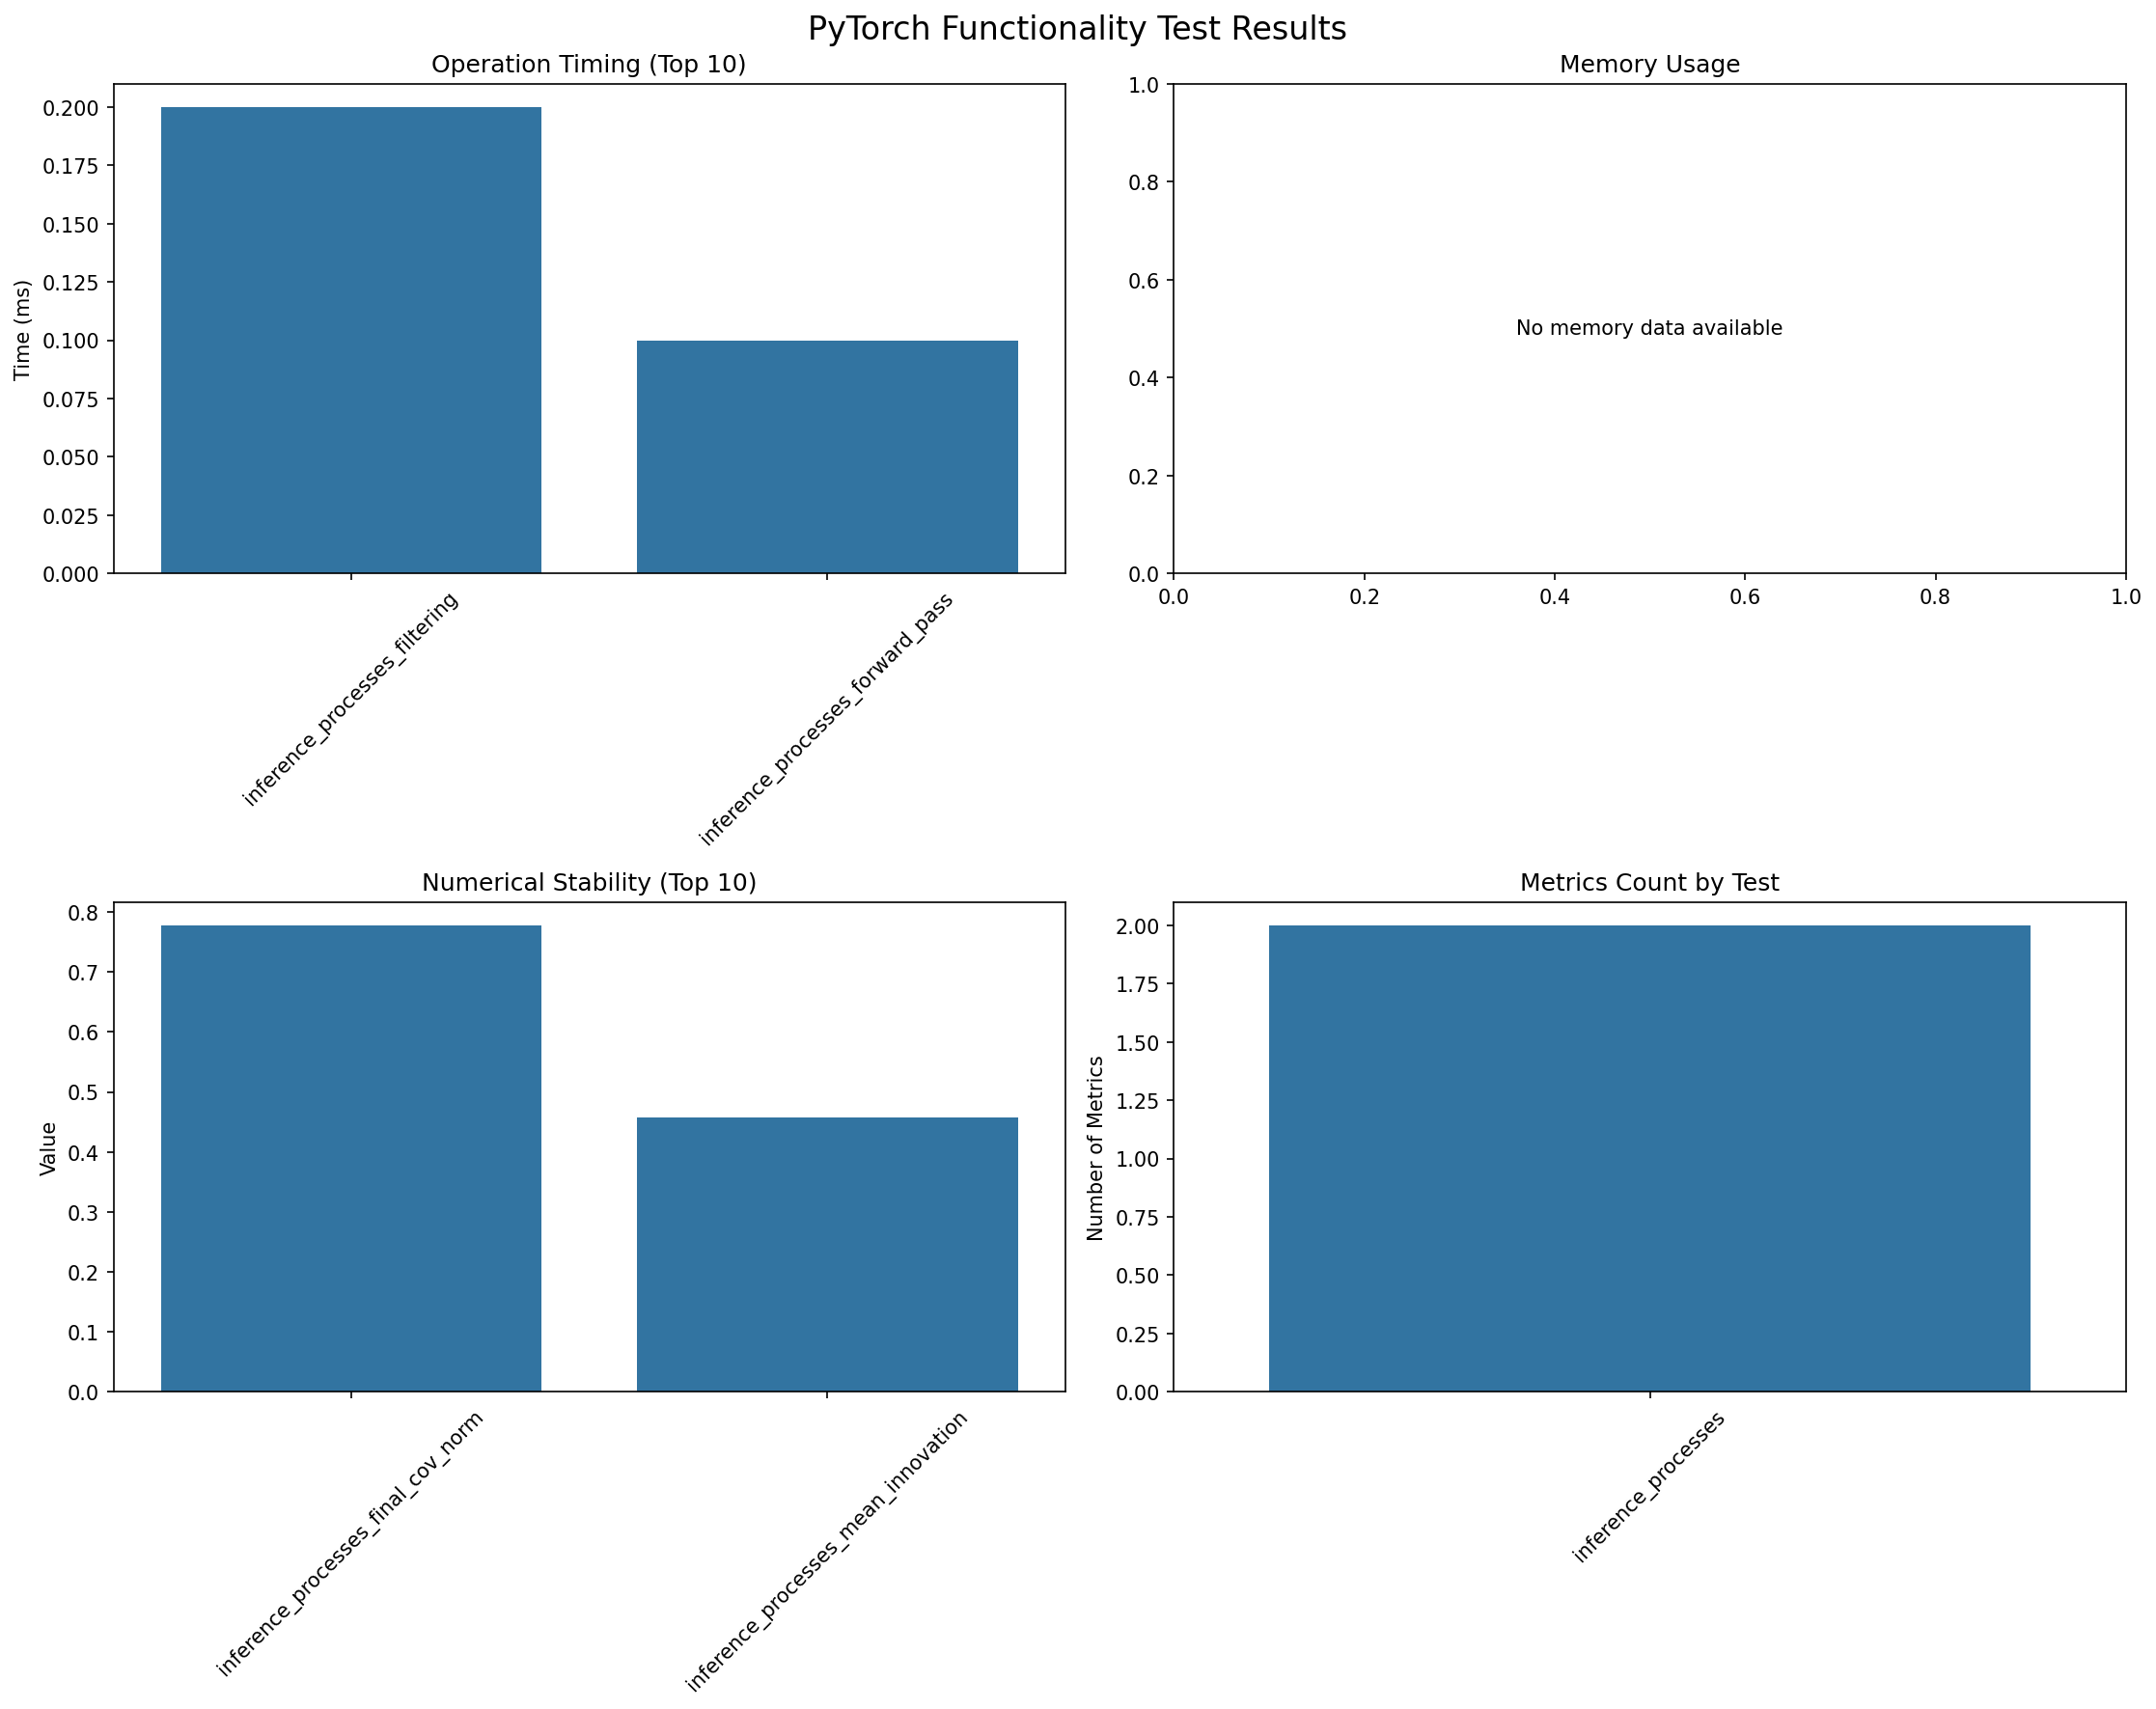 PyTorch Functionality Test Results
Operation Timing (Top 10)
Time (ms)
0.200
0.175
0.150
0.125
0.100
0.075
0.050
0.025
0.000
inference_processes_filtering
inference_processes_forward_pass
Memory Usage
1.0
0.8
0.6
0.4
0.2
0.0
No memory data available
0.0 0.2 0.4 0.6 0.8 1.0
Numerical Stability (Top 10)
Value
0.8
0.7
0.6
0.5
0.4
0.3
0.2
0.1
0.0
inference_processes_final_cov_norm
inference_processes_mean_innovation
Metrics Count by Test
Number of Metrics
2.00
1.75
1.50
1.25
1.00
0.75
0.50
0.25
0.00
inference_processes